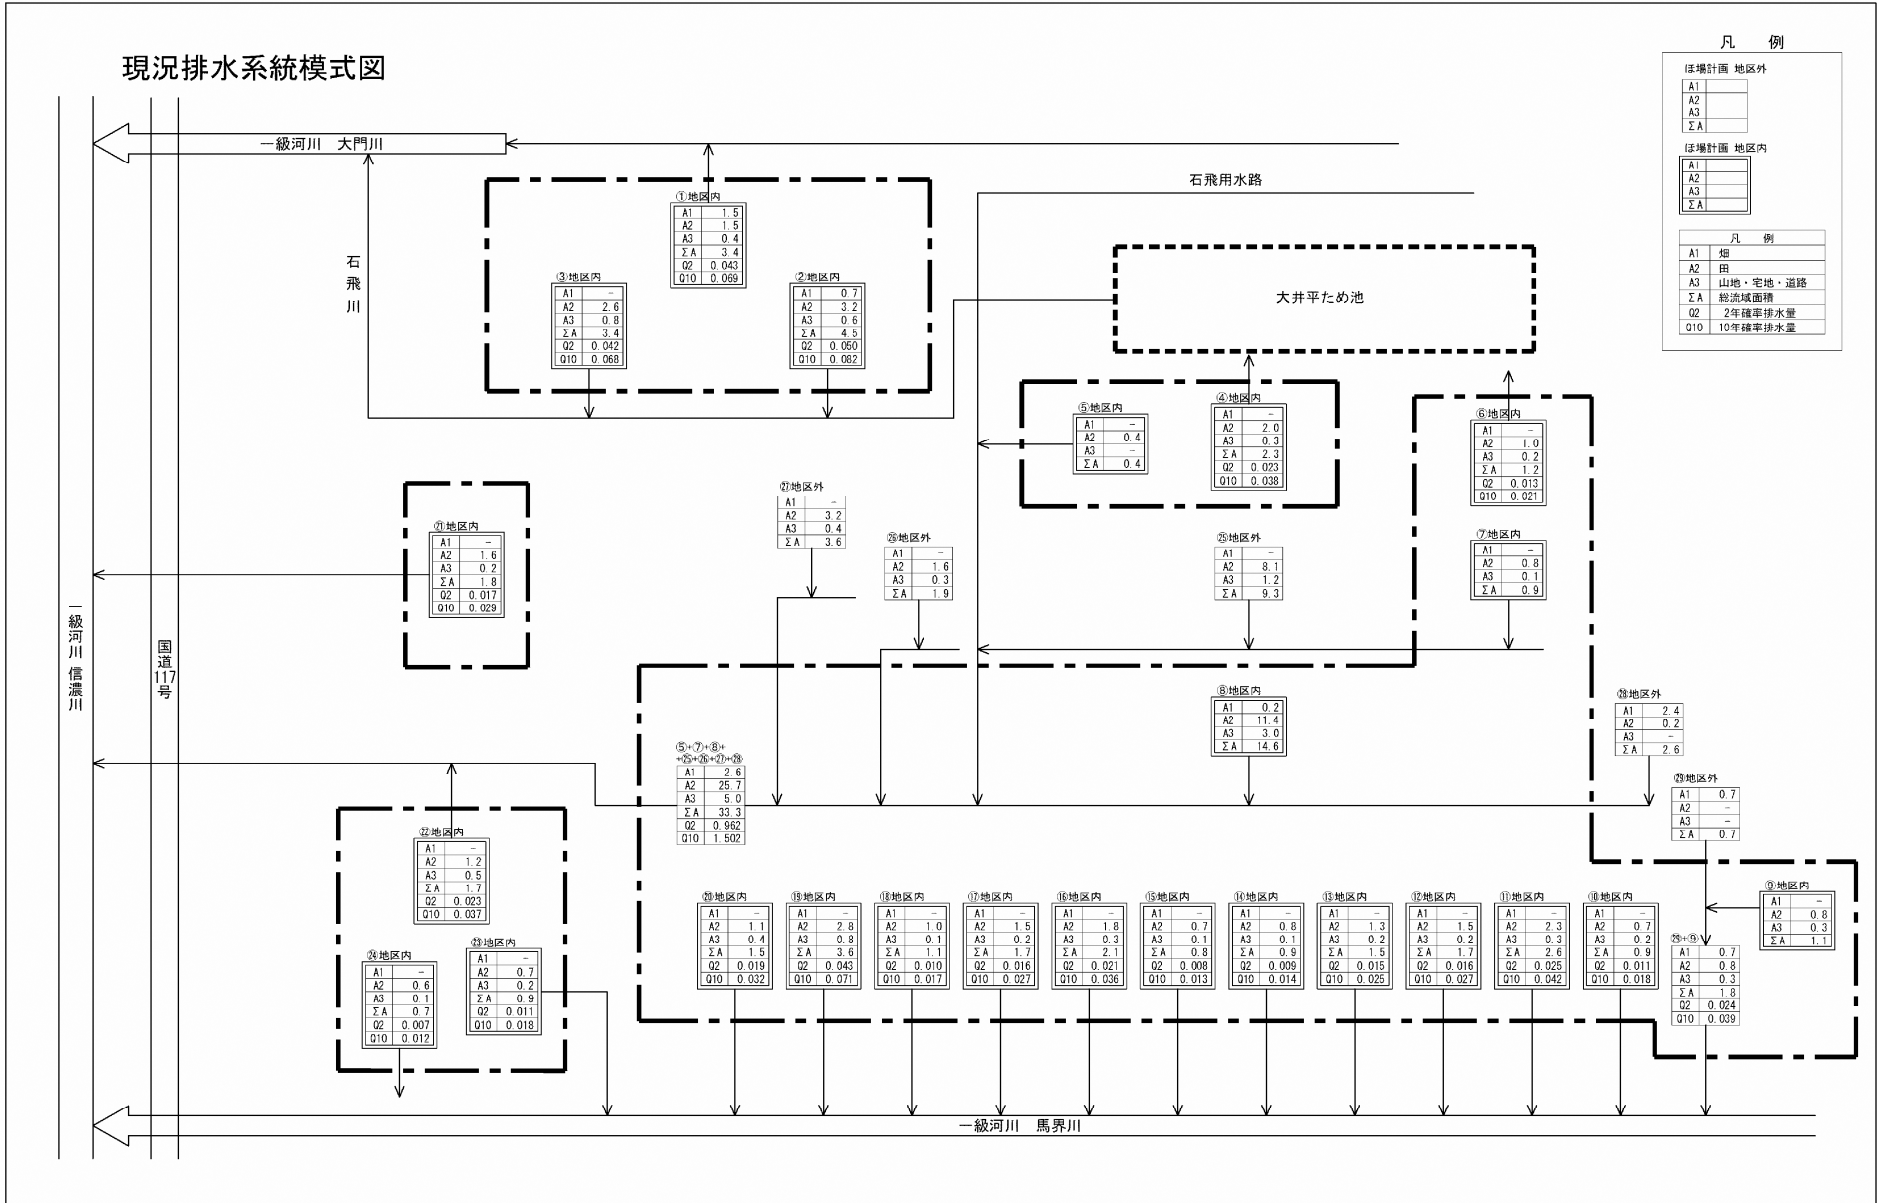 現況排水系統模式図
凡　例
ほ場計画 地区外
A1
A2
A3
ΣA
ほ場計画 地区内
A1
A2
A3
ΣA
凡　例
A1 畑
A2 田
A3 山地・宅地・道路
ΣA 総流域面積
Q2 2年確率排水量
Q10 10年確率排水量
一級河川　大門川
石飛用水路
石飛川
大井平ため池
一級河川 信濃川
国道117号
①地区内
A1 1.5
A2 1.5
A3 0.4
ΣA 3.4
Q2 0.043
Q10 0.069
③地区内
A1 -
A2 2.6
A3 0.8
ΣA 3.4
Q2 0.042
Q10 0.068
②地区内
A1 0.7
A2 3.2
A3 0.6
ΣA 4.5
Q2 0.050
Q10 0.082
⑤地区内
A1 -
A2 0.4
A3 -
ΣA 0.4
④地区内
A1 -
A2 2.0
A3 0.3
ΣA 2.3
Q2 0.023
Q10 0.038
⑥地区内
A1 -
A2 1.0
A3 0.2
ΣA 1.2
Q2 0.013
Q10 0.021
㉑地区内
A1 -
A2 1.6
A3 0.2
ΣA 1.8
Q2 0.017
Q10 0.029
㉗地区外
A1 -
A2 3.2
A3 0.4
ΣA 3.6
㉖地区外
A1 -
A2 1.6
A3 0.3
ΣA 1.9
㉕地区外
A1 -
A2 8.1
A3 1.2
ΣA 9.3
⑦地区内
A1 -
A2 0.8
A3 0.1
ΣA 0.9
⑧地区内
A1 0.2
A2 11.4
A3 3.0
ΣA 14.6
㉘地区外
A1 2.4
A2 0.2
A3 -
ΣA 2.6
⑤+⑦+⑧+
+㉕+㉖+㉗+㉘
A1 2.6
A2 25.7
A3 5.0
ΣA 33.3
Q2 0.962
Q10 1.502
㉙地区外
A1 0.7
A2 -
A3 -
ΣA 0.7
㉒地区内
A1 -
A2 1.2
A3 0.5
ΣA 1.7
Q2 0.023
Q10 0.037
㉔地区内
A1 -
A2 0.6
A3 0.1
ΣA 0.7
Q2 0.007
Q10 0.012
㉓地区内
A1 -
A2 0.7
A3 0.2
ΣA 0.9
Q2 0.011
Q10 0.018
⑳地区内
A1 -
A2 1.1
A3 0.4
ΣA 1.5
Q2 0.019
Q10 0.032
⑲地区内
A1 -
A2 2.8
A3 0.8
ΣA 3.6
Q2 0.043
Q10 0.071
⑱地区内
A1 -
A2 1.0
A3 0.1
ΣA 1.1
Q2 0.010
Q10 0.017
⑰地区内
A1 -
A2 1.5
A3 0.2
ΣA 1.7
Q2 0.016
Q10 0.027
⑯地区内
A1 -
A2 1.8
A3 0.3
ΣA 2.1
Q2 0.021
Q10 0.036
⑮地区内
A1 -
A2 0.7
A3 0.1
ΣA 0.8
Q2 0.008
Q10 0.013
⑭地区内
A1 -
A2 0.8
A3 0.1
ΣA 0.9
Q2 0.009
Q10 0.014
⑬地区内
A1 -
A2 1.3
A3 0.2
ΣA 1.5
Q2 0.015
Q10 0.025
⑫地区内
A1 -
A2 1.5
A3 0.2
ΣA 1.7
Q2 0.016
Q10 0.027
⑪地区内
A1 -
A2 2.3
A3 0.3
ΣA 2.6
Q2 0.025
Q10 0.042
⑩地区内
A1 -
A2 0.7
A3 0.2
ΣA 0.9
Q2 0.011
Q10 0.018
⑨地区内
A1 -
A2 0.8
A3 0.3
ΣA 1.1
㉙+⑨
A1 0.7
A2 0.8
A3 0.3
ΣA 1.8
Q2 0.024
Q10 0.039
一級河川　馬界川